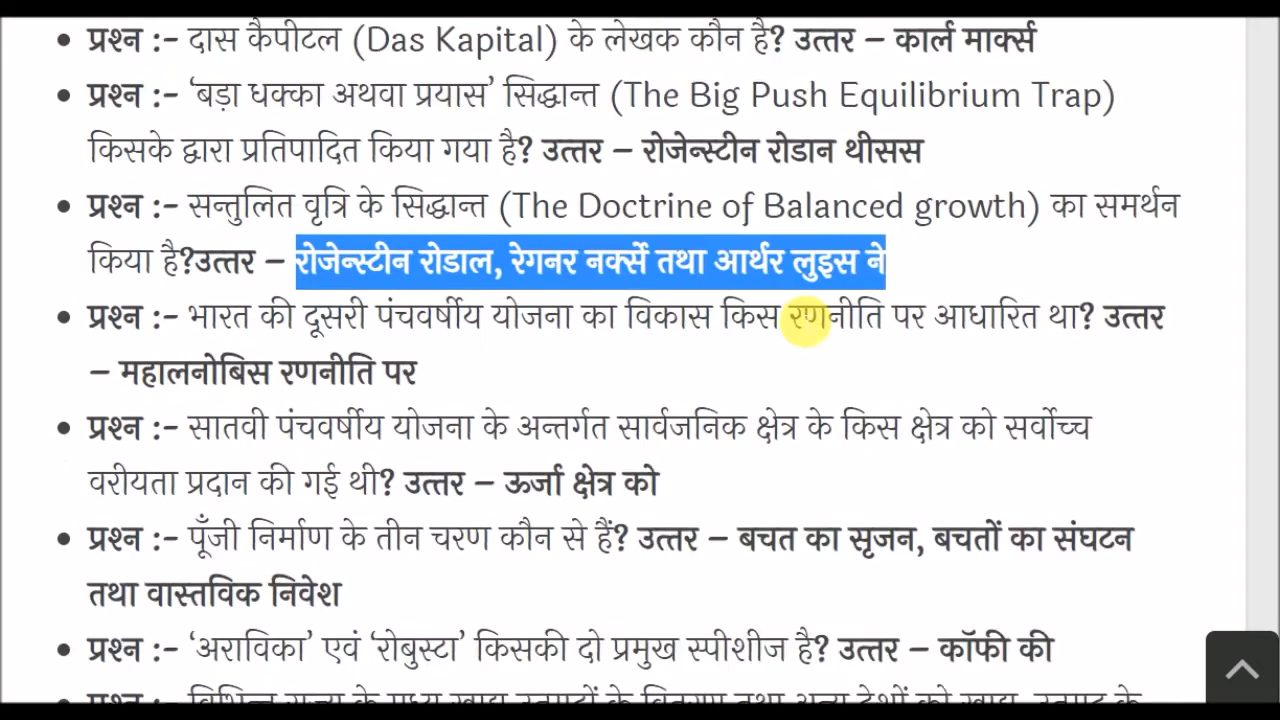 • प्रश्न :- दास कैपीटल (Das Kapital) के लेखक कौन है? उत्तर – कार्ल मार्क्स
• प्रश्न :- ‘बड़ा धक्का अथवा प्रयास’ सिद्धान्त (The Big Push Equilibrium Trap)
किसके द्वारा प्रतिपादित किया गया है? उत्तर – रोजेन्स्टीन रोडान थीसस
• प्रश्न :- सन्तुलित वृत्रि के सिद्धान्त (The Doctrine of Balanced growth) का समर्थन
किया है?उत्तर – रोजेन्स्टीन रोडाल, रेगनर नर्क्से तथा आर्थर लुइस ने
• प्रश्न :- भारत की दूसरी पंचवर्षीय योजना का विकास किस रणनीति पर आधारित था? उत्तर
– महालनोबिस रणनीति पर
• प्रश्न :- सातवी पंचवर्षीय योजना के अन्तर्गत सार्वजनिक क्षेत्र के किस क्षेत्र को सर्वोच्च
वरीयता प्रदान की गई थी? उत्तर – ऊर्जा क्षेत्र को
• प्रश्न :- पूँजी निर्माण के तीन चरण कौन से हैं? उत्तर – बचत का सृजन, बचतों का संघटन
तथा वास्तविक निवेश
• प्रश्न :- ‘अराविका’ एवं ‘रोबुस्टा’ किसकी दो प्रमुख स्पीशीज है? उत्तर – कॉफी की